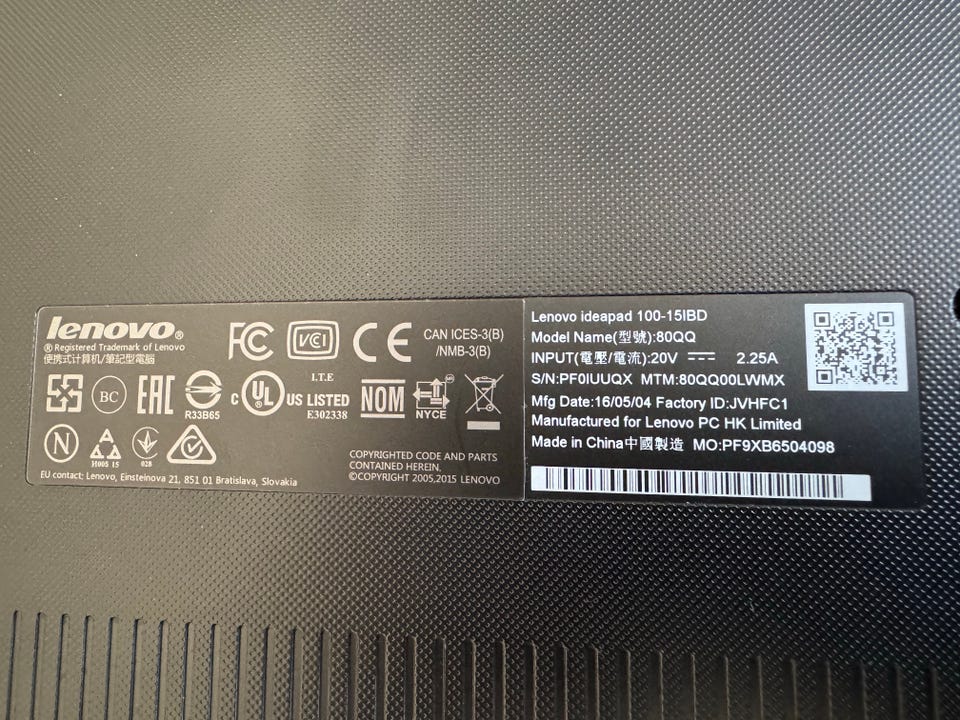 lenovo®
® Registered Trademark of Lenovo
便携式计算机/筆記型電腦
FC
VCI
CE
CAN ICES-3(B)
/NMB-3(B)
BC
EAC
R33B65
C UL US LISTED
I.T.E
E302338
NOM
NYCE
N
H005 15
028
EU contact: Lenovo, Einsteinova 21, 851 01 Bratislava, Slovakia
COPYRIGHTED CODE AND PARTS
CONTAINED HEREIN.
©COPYRIGHT 2005,2015 LENOVO
Lenovo ideapad 100-15IBD
Model Name(型號):80QQ
INPUT(電壓/電流):20V ⎓ 2.25A
S/N:PF0IUUQX MTM:80QQ00LWMX
Mfg Date:16/05/04 Factory ID:JVHFC1
Manufactured for Lenovo PC HK Limited
Made in China中國製造 MO:PF9XB6504098